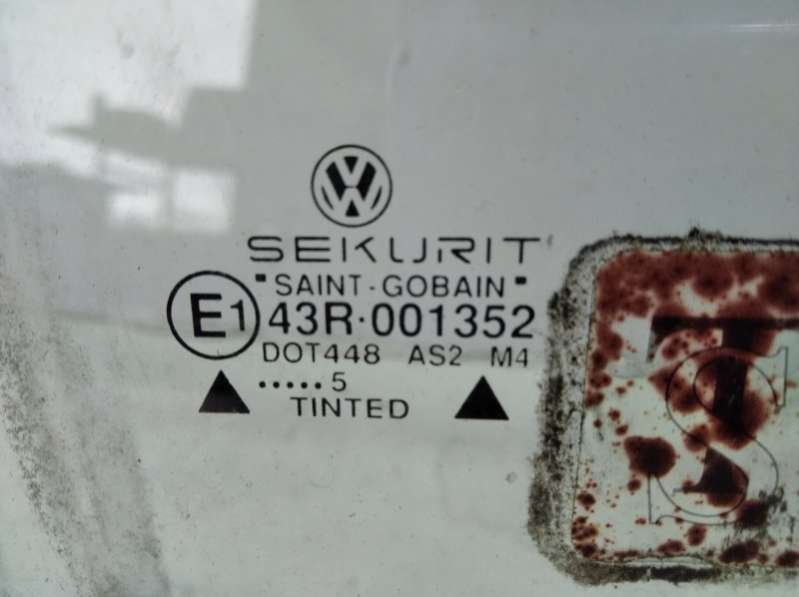 SEKURIT
"SAINT-GOBAIN"
E1 43R·001352
DOT448 AS2 M4
.....5
TINTED